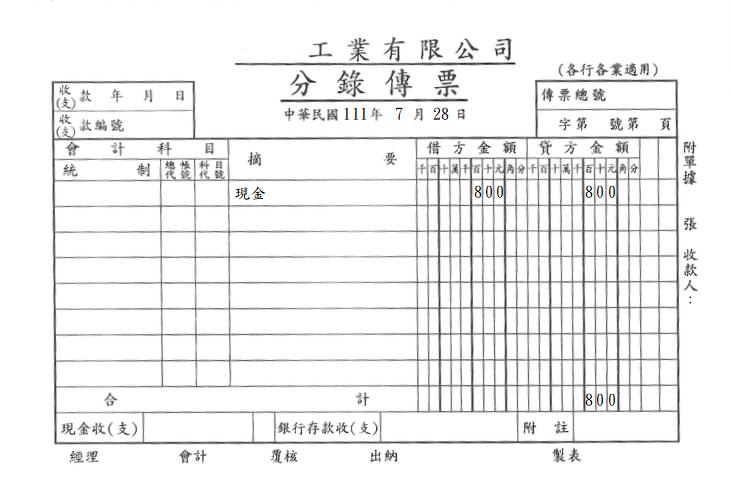 工業有限公司
分錄傳票
(各行各業適用)
收(支)款 年 月 日
收(支)款編號
中華民國111年 7 月 28日
傳票總號
字第 號第 頁
會計科目 摘要 借方金額 貸方金額
統制 總帳代號 科目代號 千百十萬千百十元角分 千百十萬千百十元角分
現金 800 800
合計 800
現金收(支) 銀行存款收(支) 附註
經理 會計 覆核 出納 製表
附單據 張 收款人: